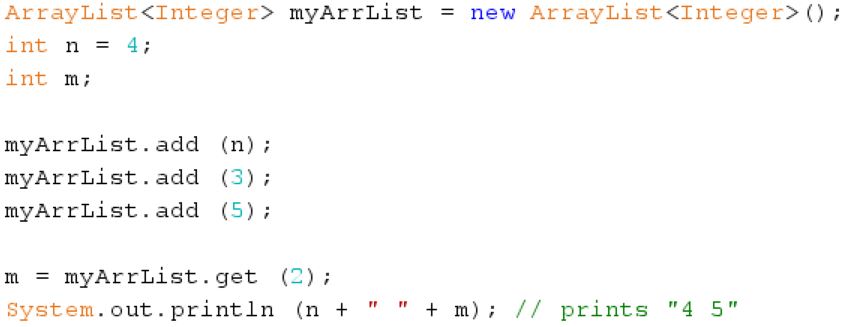 ArrayList<Integer> myArrList = new ArrayList<Integer>();
int n = 4;
int m;
myArrList.add (n);
myArrList.add (3);
myArrList.add (5);
m = myArrList.get (2);
System.out.println (n + " " + m); // prints "4 5"